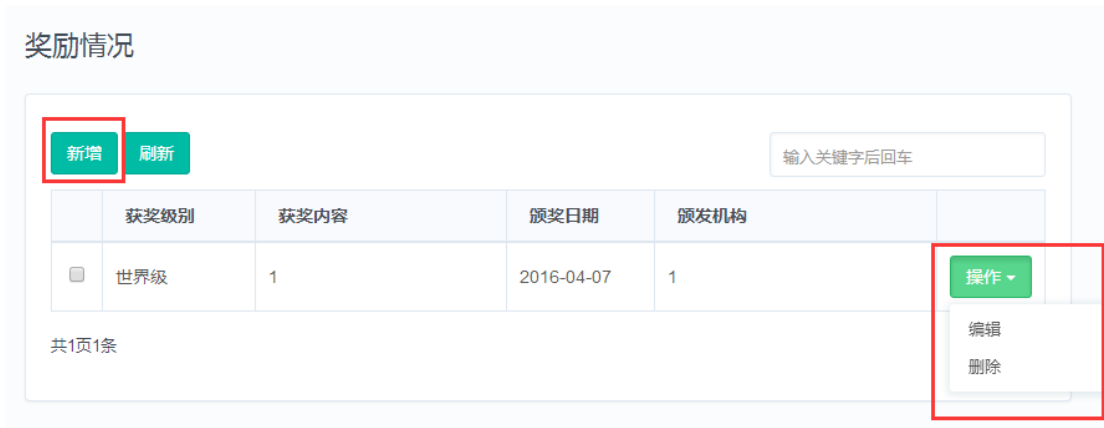 奖励情况
新增 刷新 输入关键字后回车
获奖级别 获奖内容 颁奖日期 颁发机构
世界级 1 2016-04-07 1 操作
编辑
共1页1条
删除